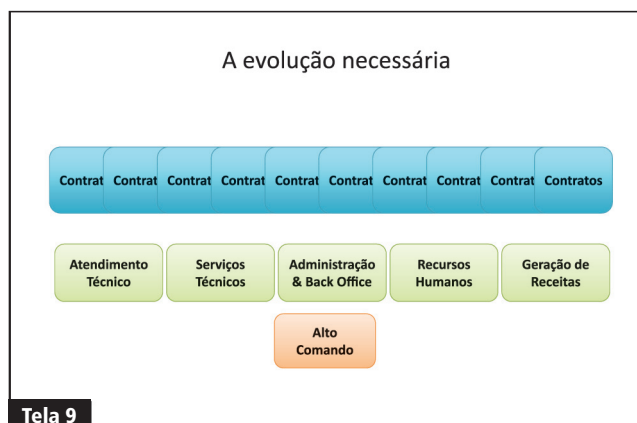 A evolução necessária
Contrat Contrat Contrat Contrat Contrat Contrat Contrat Contrat Contrat Contratos
Atendimento Técnico
Serviços Técnicos
Administração & Back Office
Recursos Humanos
Geração de Receitas
Alto
Comando
Tela 9